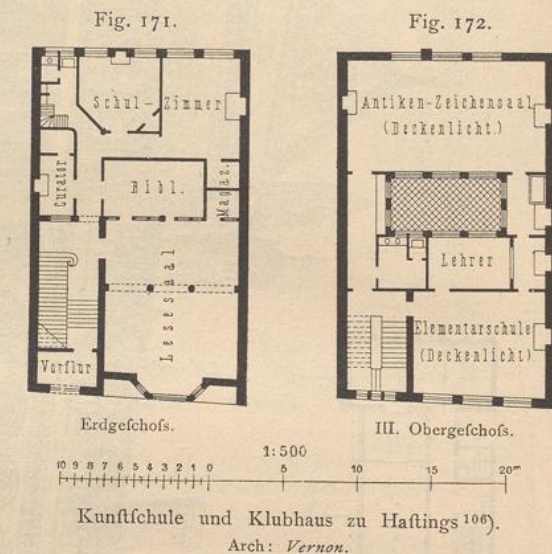 Fig. 171.
Schul-Zimmer
Curator
Bibl.
Magaz.
Lesesaal
Vorflur
Erdgeſchoſs.
Fig. 172.
Antiken-Zeichensaal
(Deckenlicht.)
Lehrer
Elementarschule
(Deckenlicht)
III. Obergeſchoſs.
1:500
10 9 8 7 6 5 4 3 2 1 0 5 10 15 20m
Kunſtſchule und Klubhaus zu Haſtings 106).
Arch: Vernon.